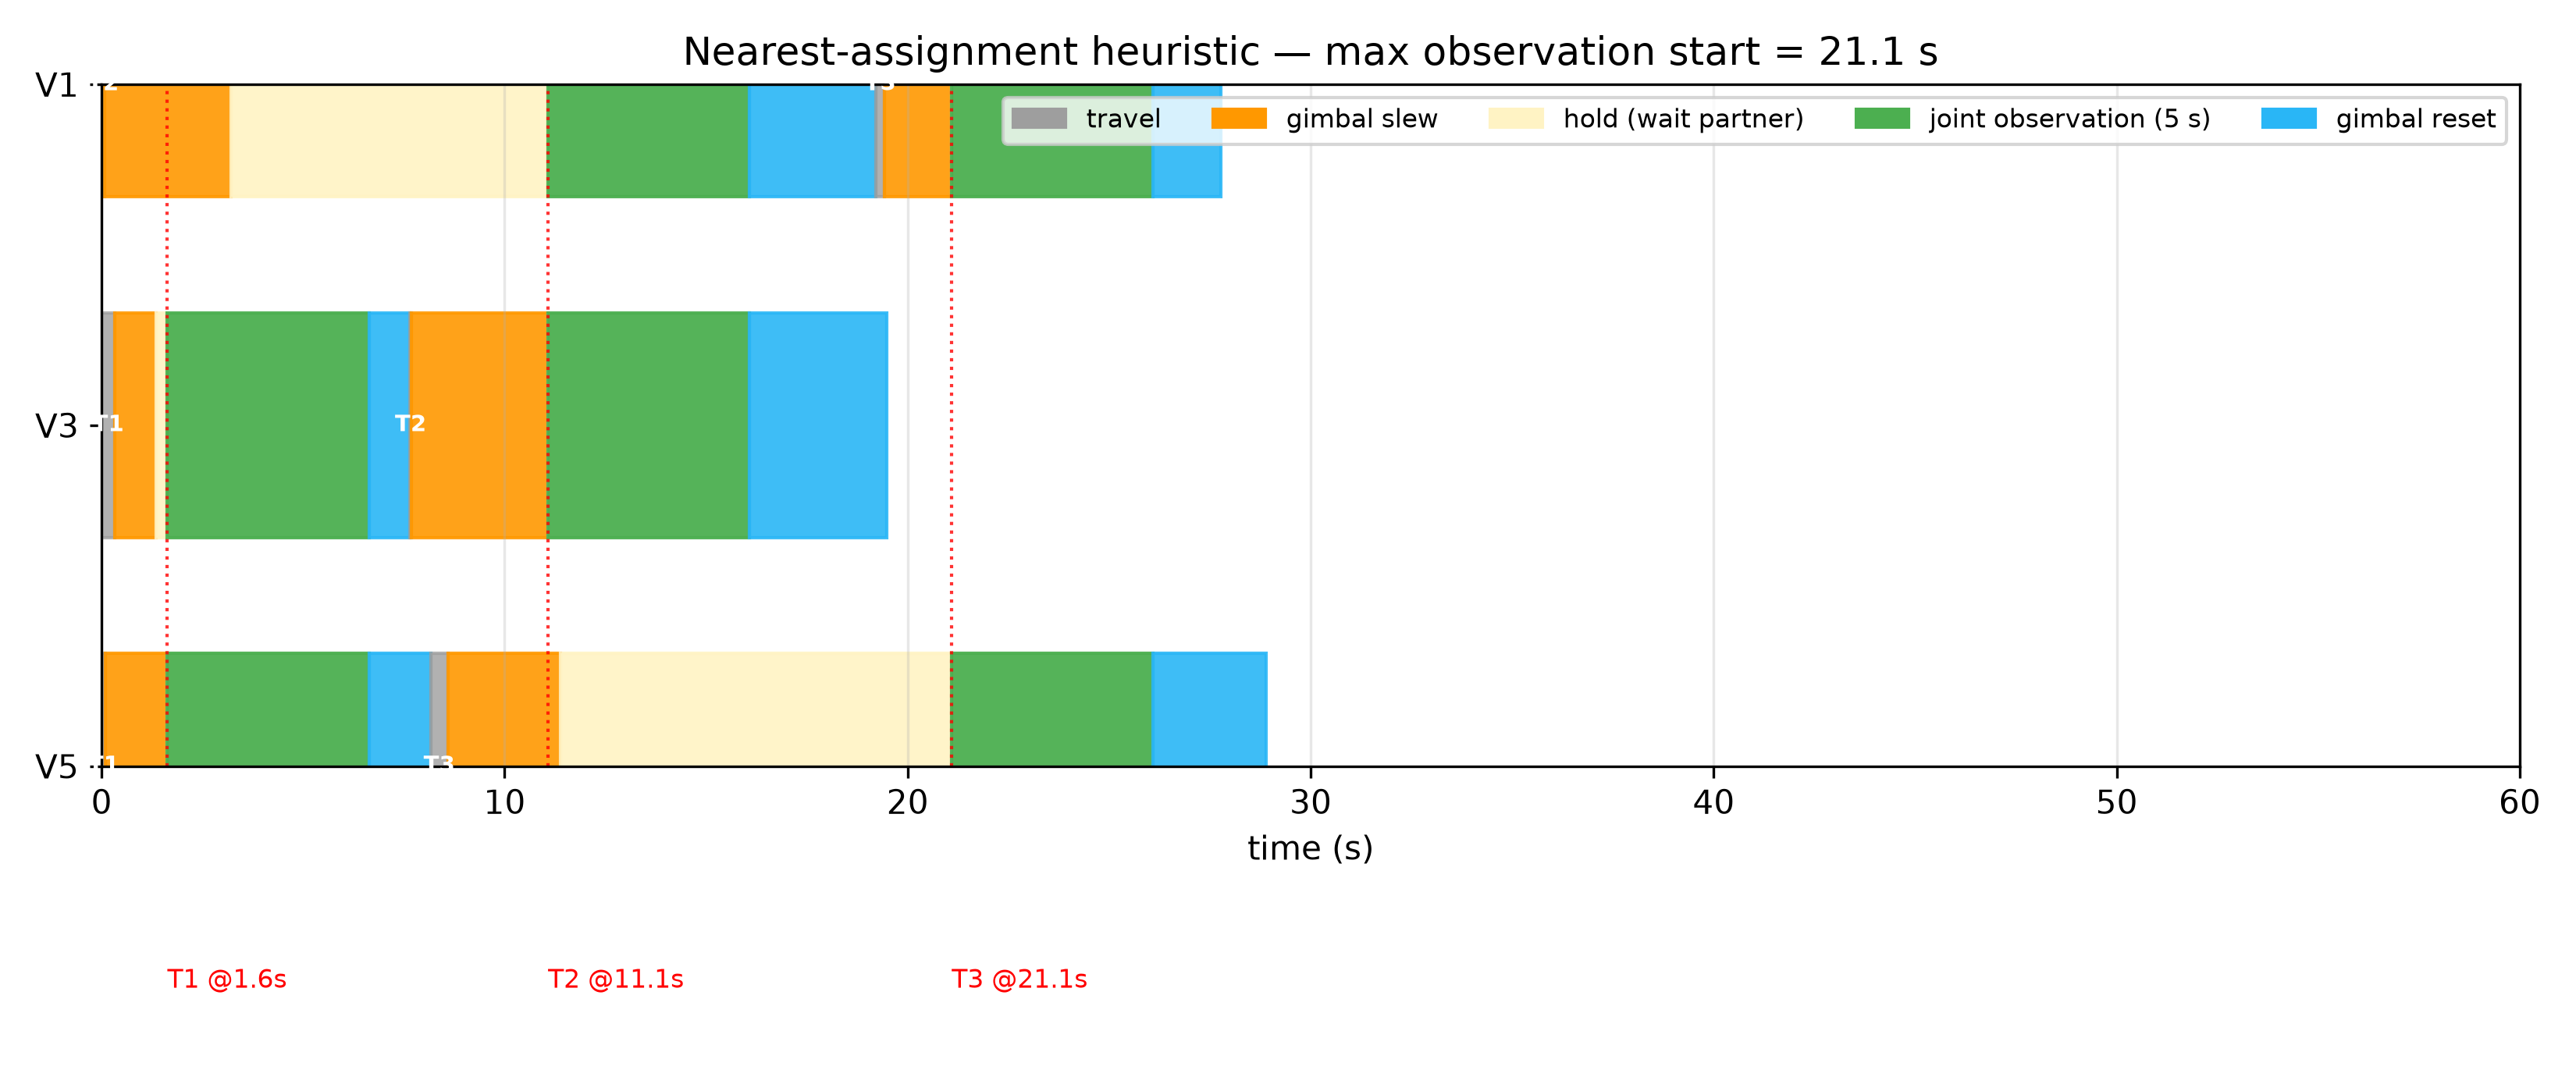 Nearest-assignment heuristic — max observation start = 21.1 s
V1
travel
gimbal slew
hold (wait partner)
joint observation (5 s)
gimbal reset
V3
T1
T2
V5
T3
0 10 20 30 40 50 60
time (s)
T1 @1.6s
T2 @11.1s
T3 @21.1s